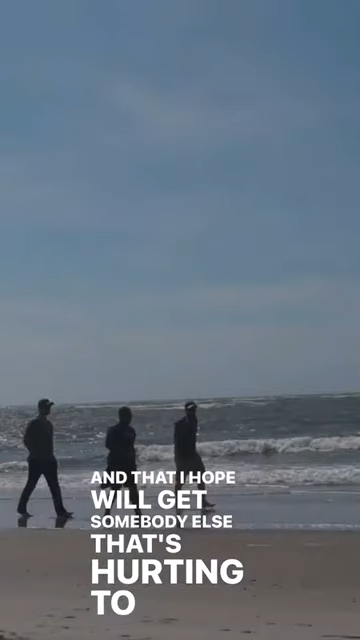 AND THAT I HOPE
WILL GET
SOMEBODY ELSE
THAT'S
HURTING
TO